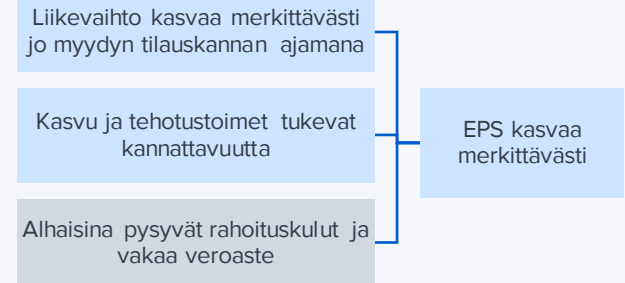 Liikevaihto kasvaa merkittävästi
jo myydyn tilauskannan ajamana
Kasvu ja tehotustoimet tukevat
kannattavuutta
Alhaisina pysyvät rahoituskulut ja
vakaa veroaste
EPS kasvaa
merkittävästi